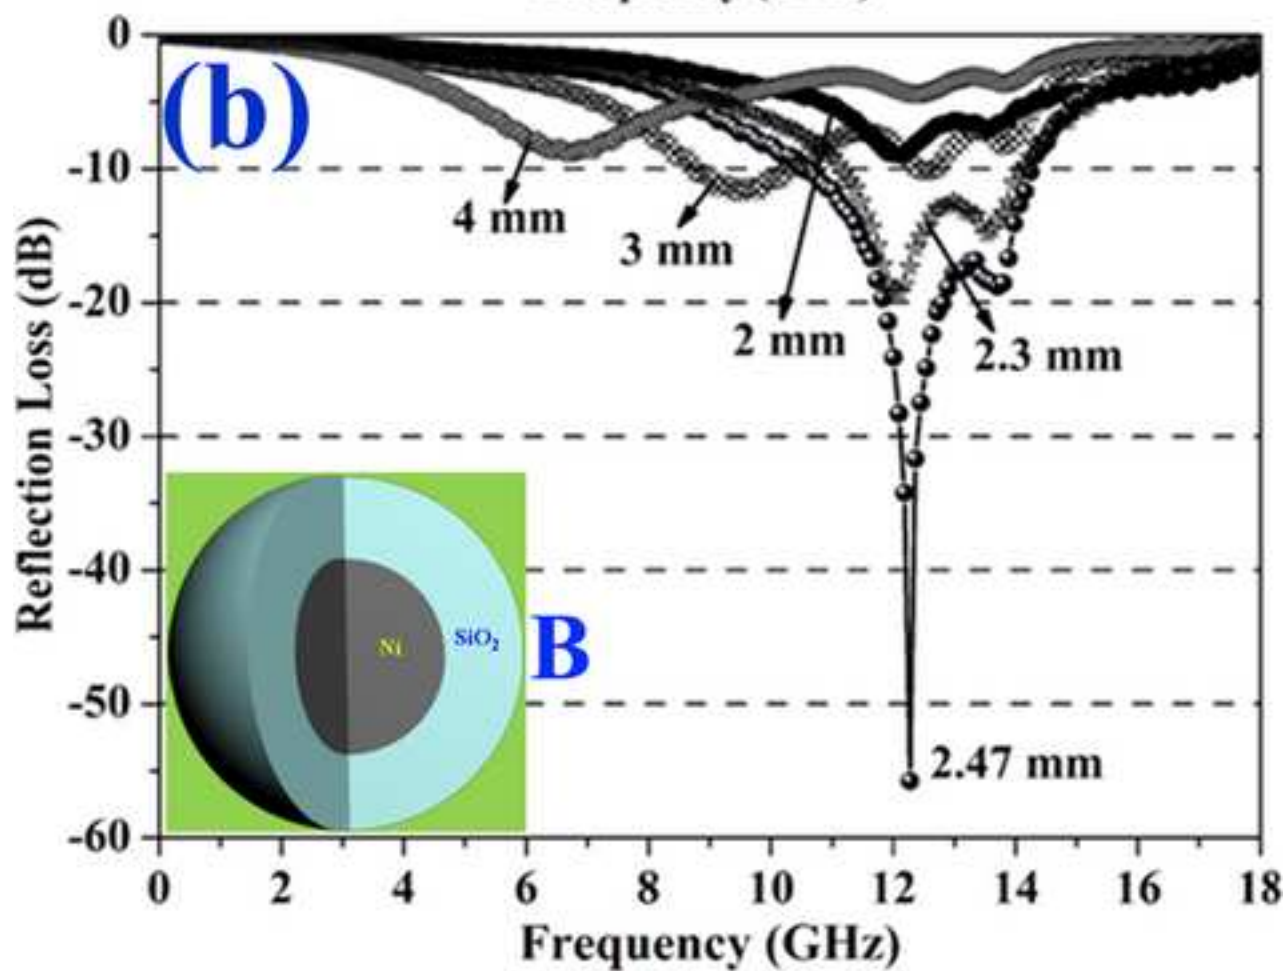 (b)
0
-10
-20
-30
-40
-50
-60
Reflection Loss (dB)
4 mm
3 mm
2 mm
2.3 mm
2.47 mm
Ni
SiO₂
B
0 2 4 6 8 10 12 14 16 18
Frequency (GHz)